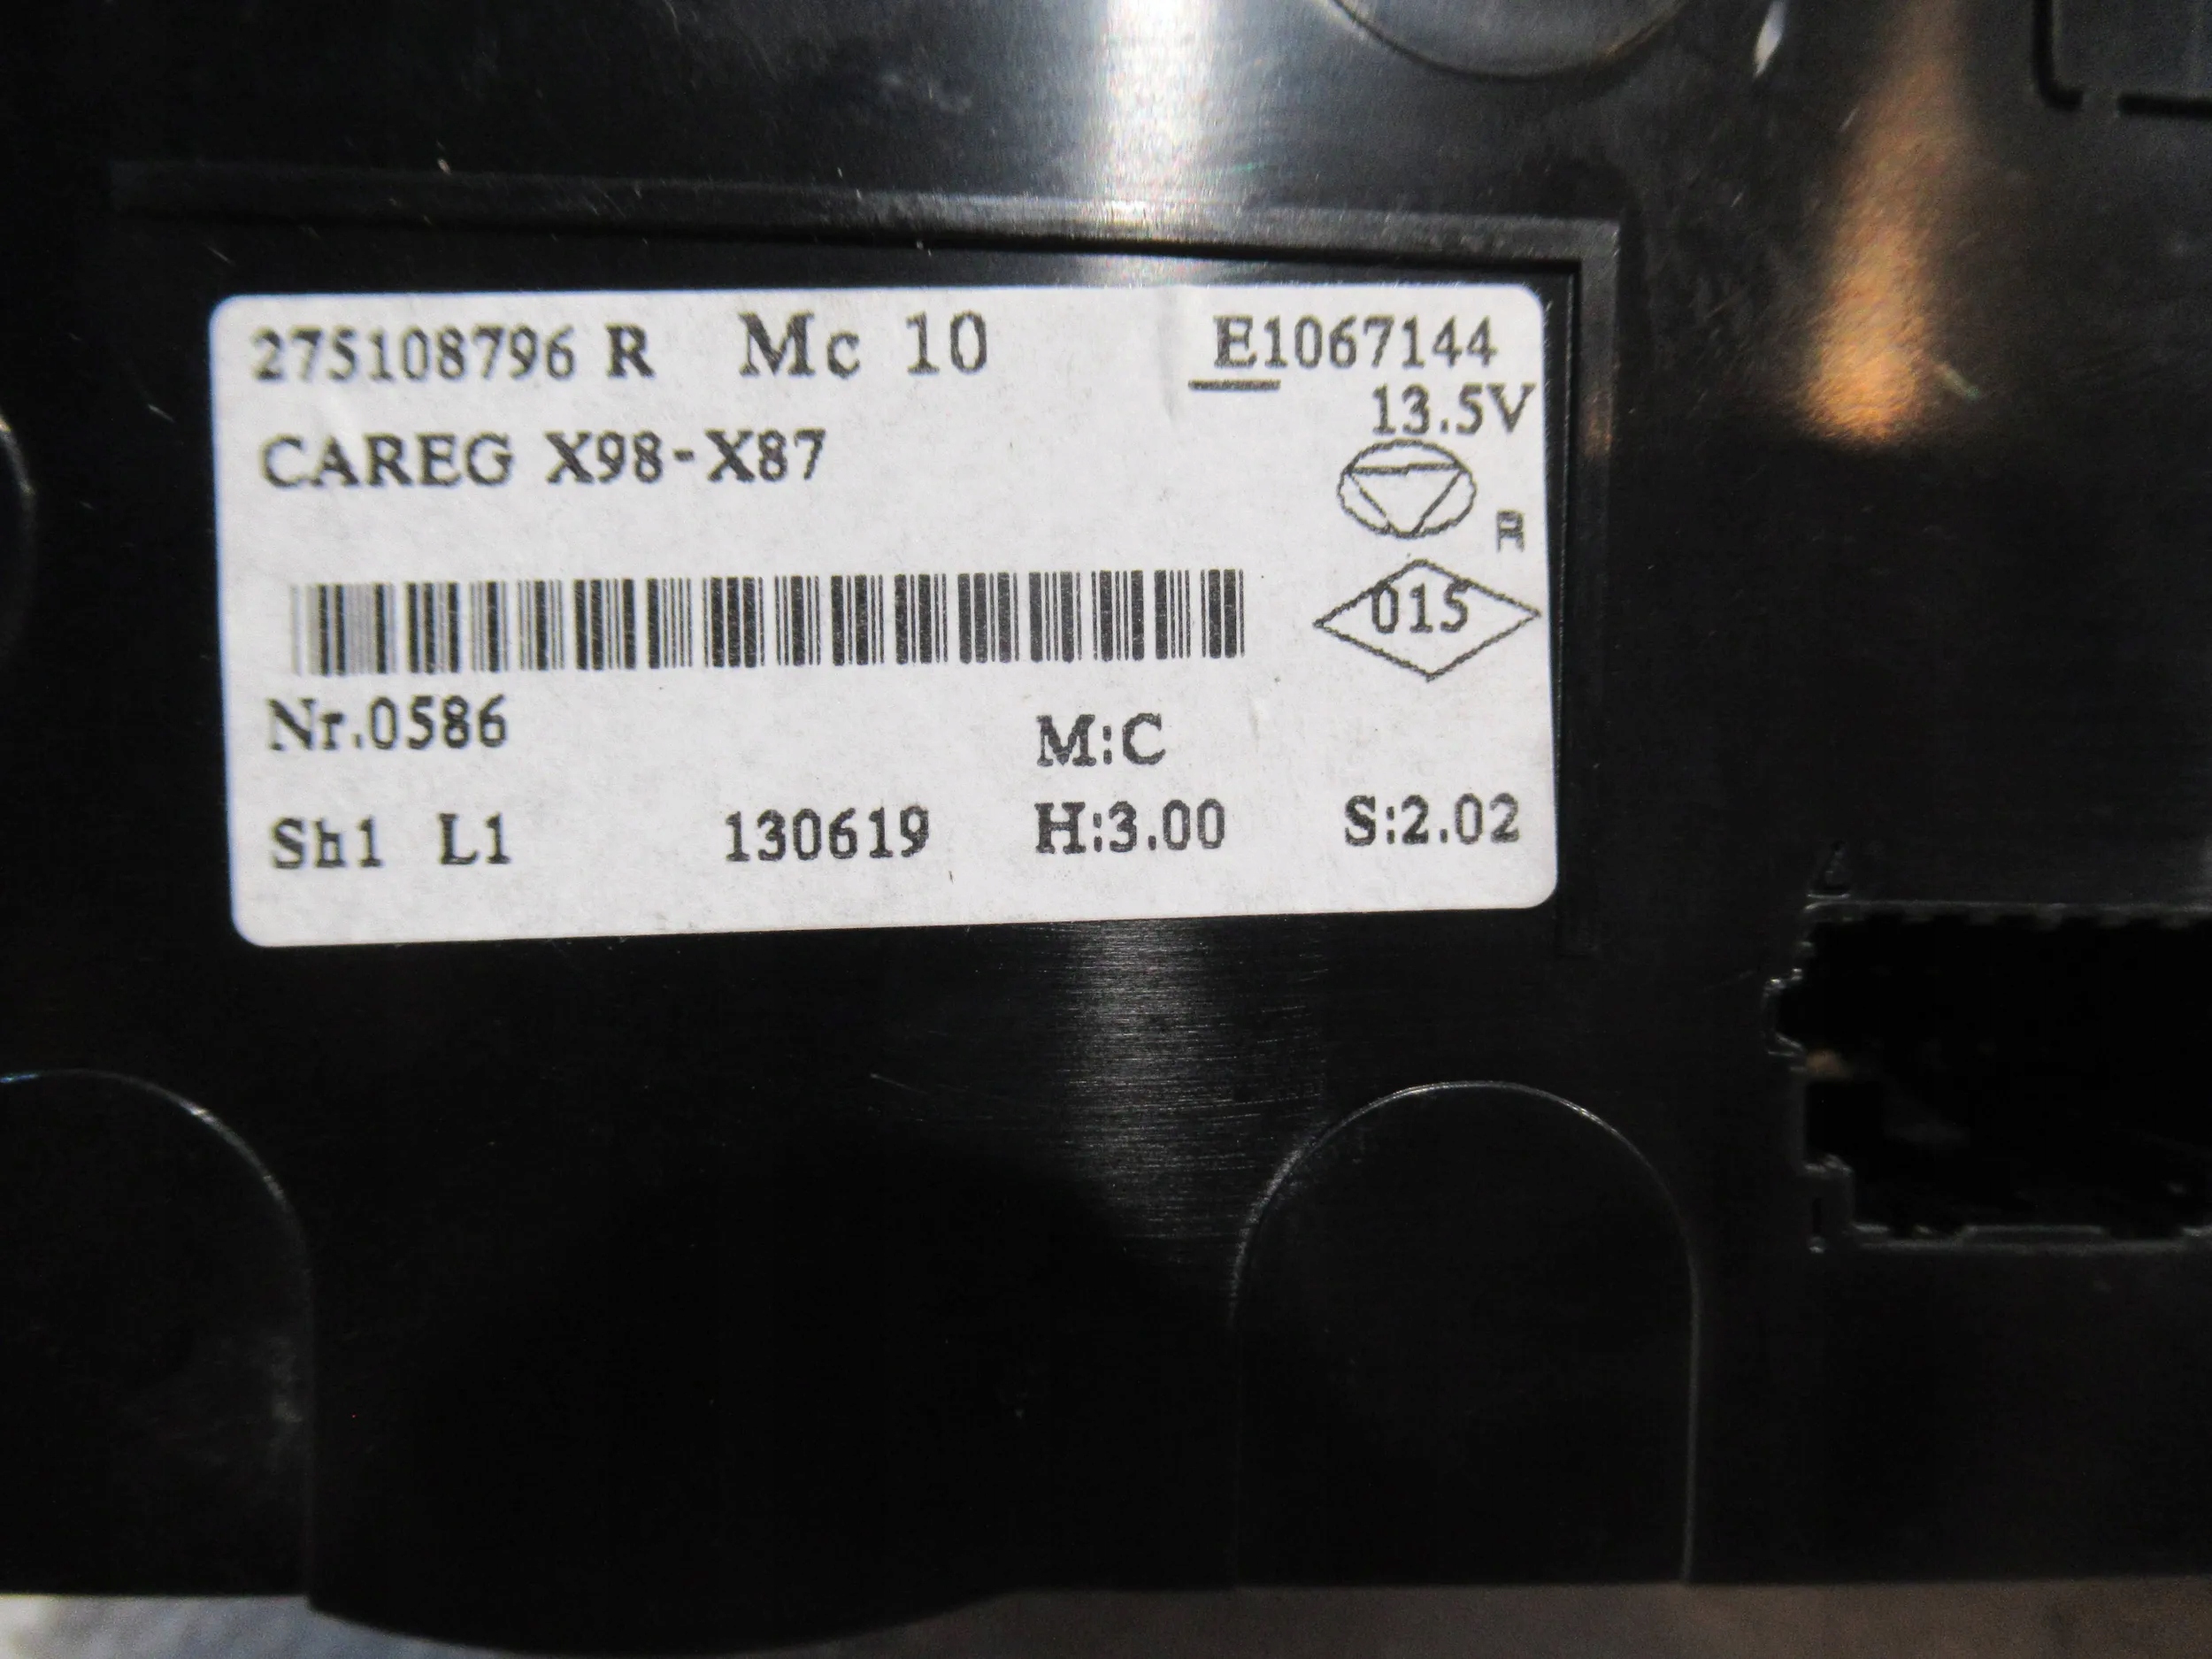 275108796 R Mc 10 E1067144
13.5V
CAREG X98-X87
R
015
Nr.0586
M:C
Sh1 L1 130619 H:3.00 S:2.02